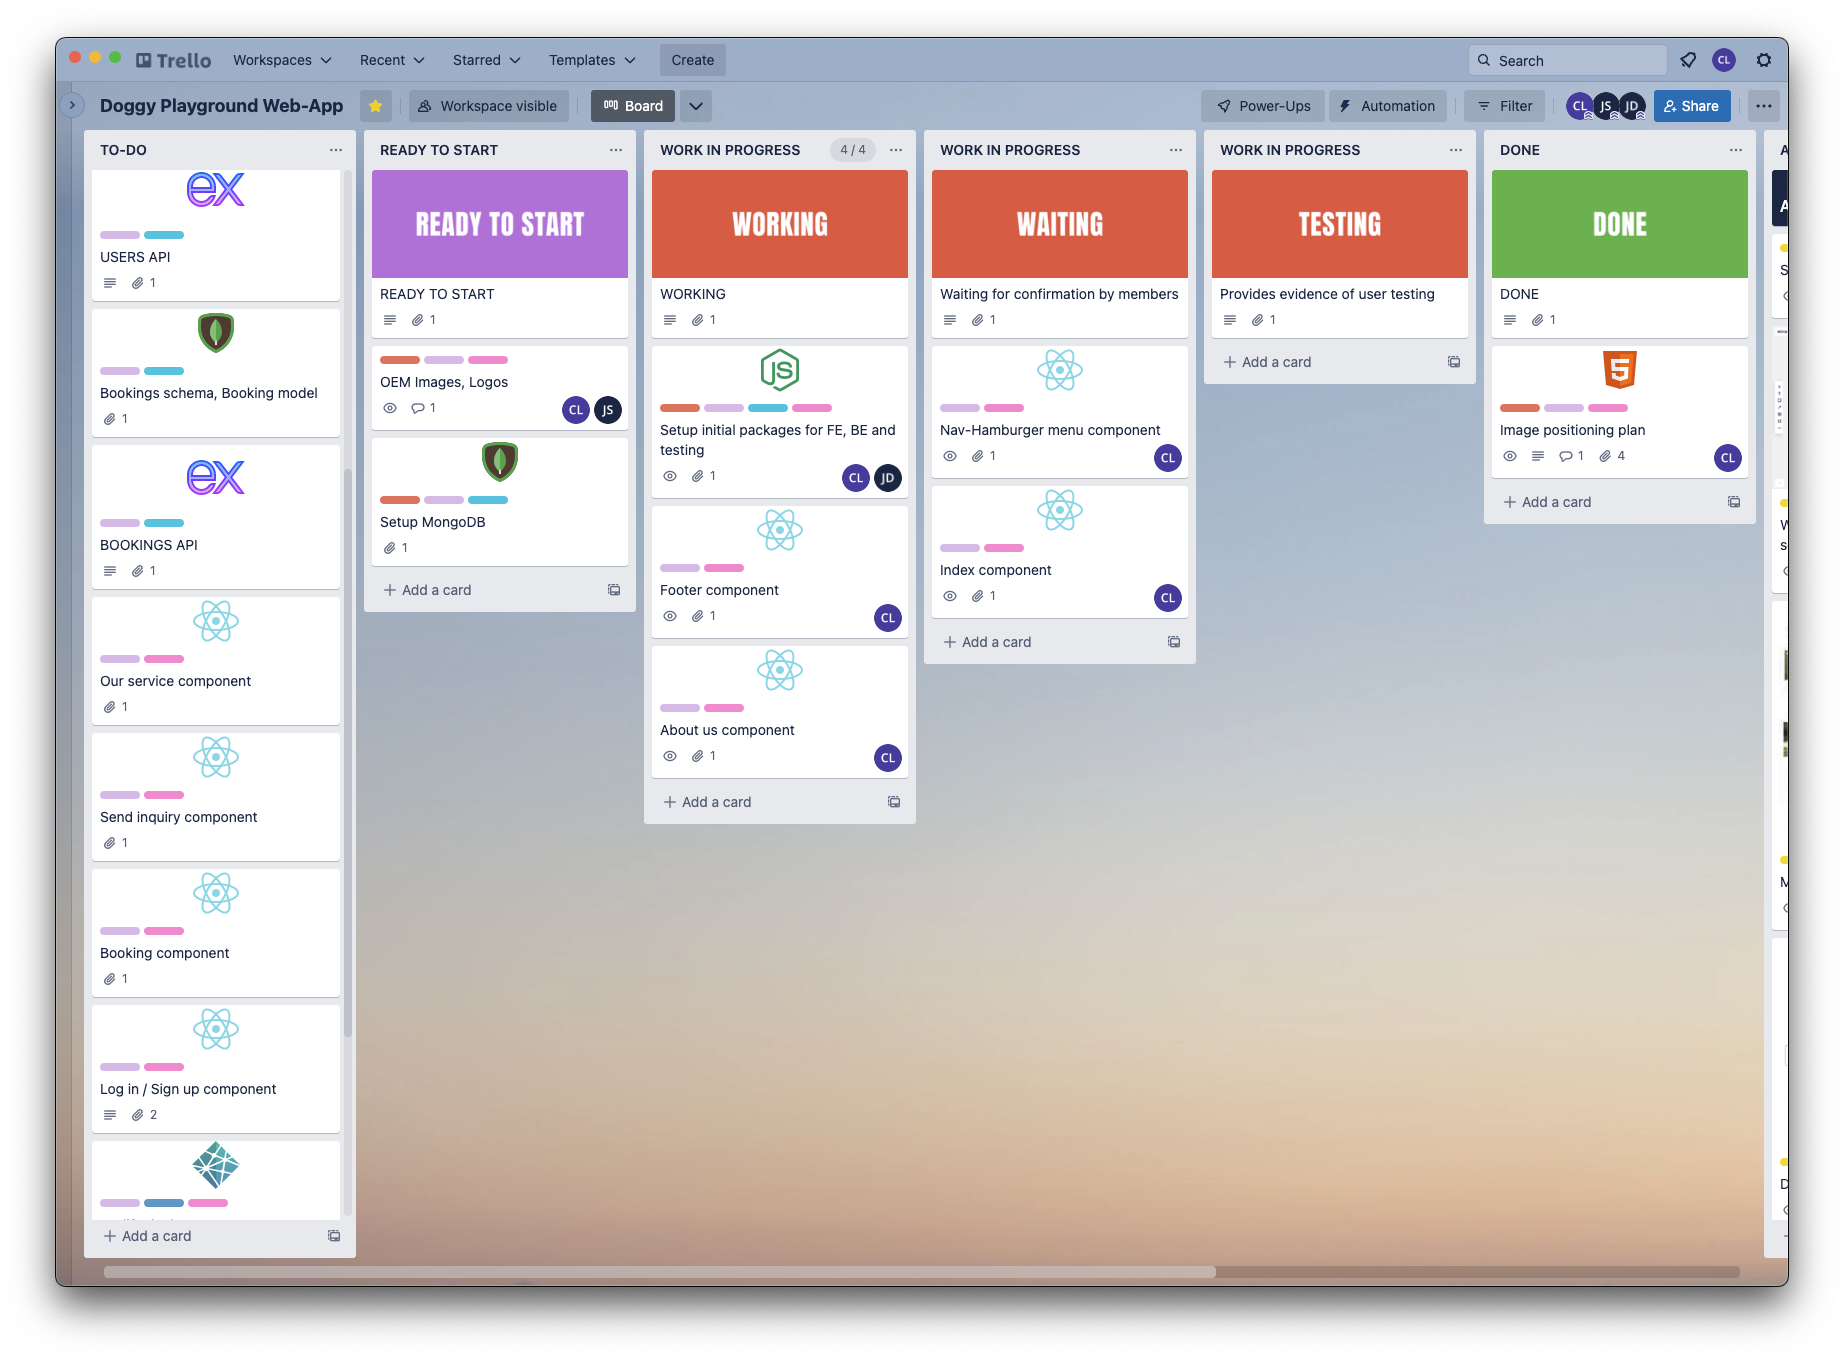 Trello
Workspaces
Recent
Starred
Templates
Create
Search
CL
Doggy Playground Web-App
Workspace visible
Board
Power-Ups
Automation
Filter
CL
JS
JD
Share
TO-DO
ex
USERS API
1
Bookings schema, Booking model
1
ex
BOOKINGS API
1
Our service component
1
Send inquiry component
1
Booking component
1
Log in / Sign up component
2
Add a card
READY TO START
READY TO START
READY TO START
1
OEM Images, Logos
1
CL
JS
Setup MongoDB
1
Add a card
WORK IN PROGRESS
4 / 4
WORKING
WORKING
1
JS
Setup initial packages for FE, BE and
testing
1
CL
JD
Footer component
1
CL
About us component
1
CL
Add a card
WORK IN PROGRESS
WAITING
Waiting for confirmation by members
1
Nav-Hamburger menu component
1
CL
Index component
1
CL
Add a card
WORK IN PROGRESS
TESTING
Provides evidence of user testing
1
Add a card
DONE
DONE
DONE
1
5
Image positioning plan
1
4
CL
Add a card